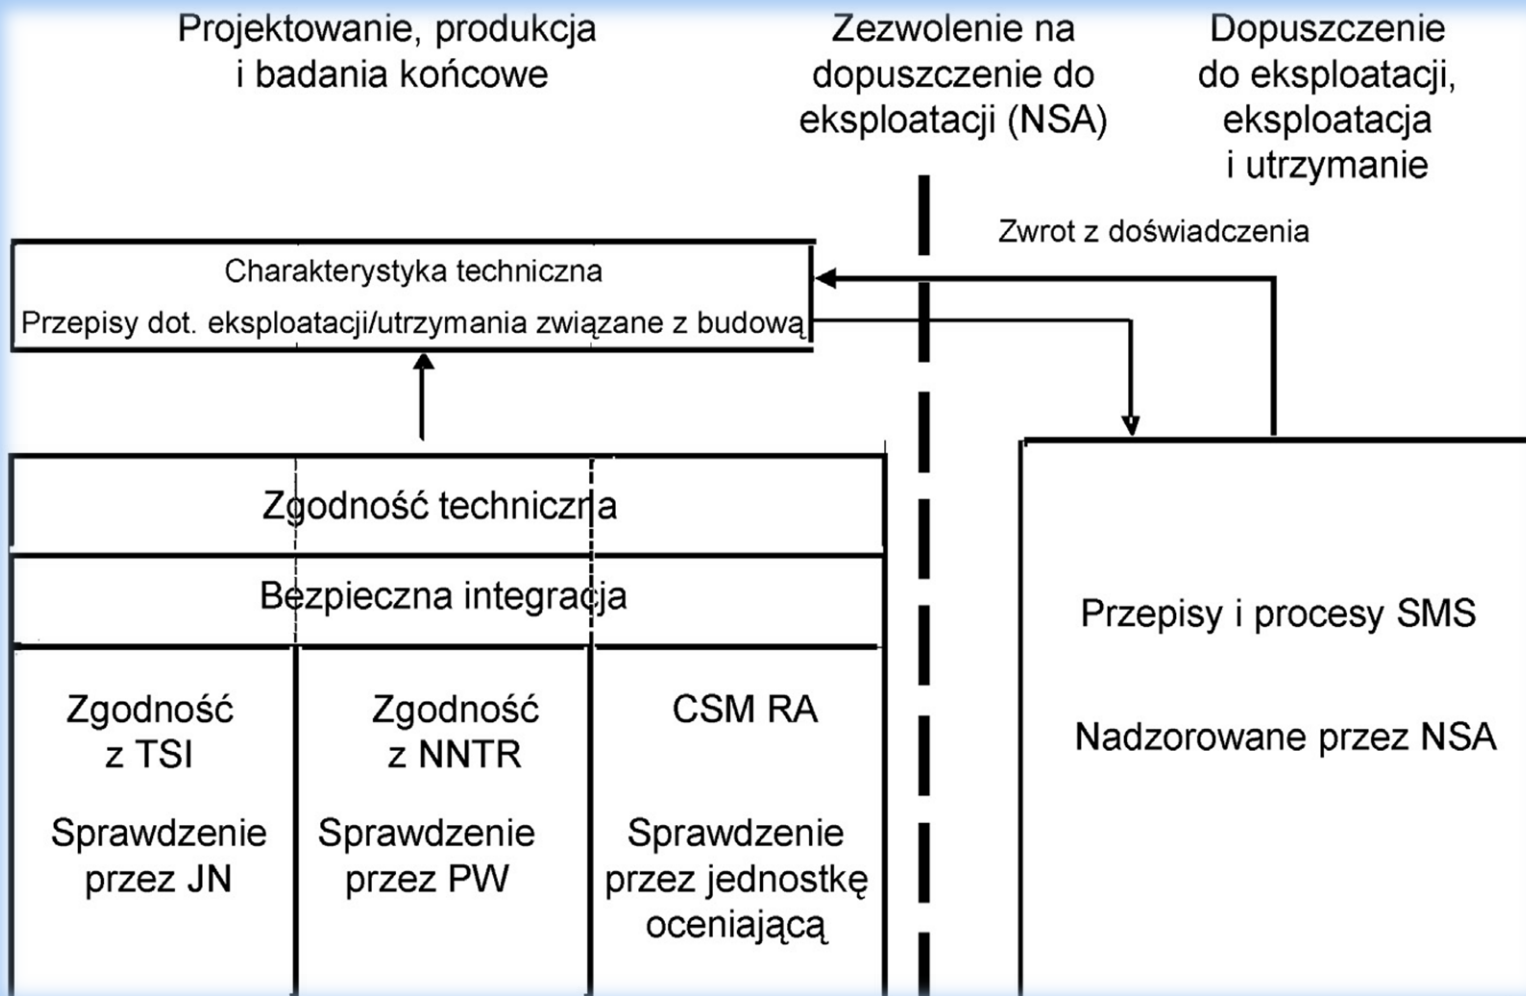 Projektowanie, produkcja
i badania końcowe
Zezwolenie na
dopuszczenie do
eksploatacji (NSA)
Dopuszczenie
do eksploatacji,
eksploatacja
i utrzymanie
Zwrot z doświadczenia
Charakterystyka techniczna
Przepisy dot. eksploatacji/utrzymania związane z budową
Zgodność techniczna
Bezpieczna integracja
Zgodność
z TSI
Sprawdzenie
przez JN
Zgodność
z NNTR
Sprawdzenie
przez PW
CSM RA
Sprawdzenie
przez jednostkę
oceniającą
Przepisy i procesy SMS
Nadzorowane przez NSA